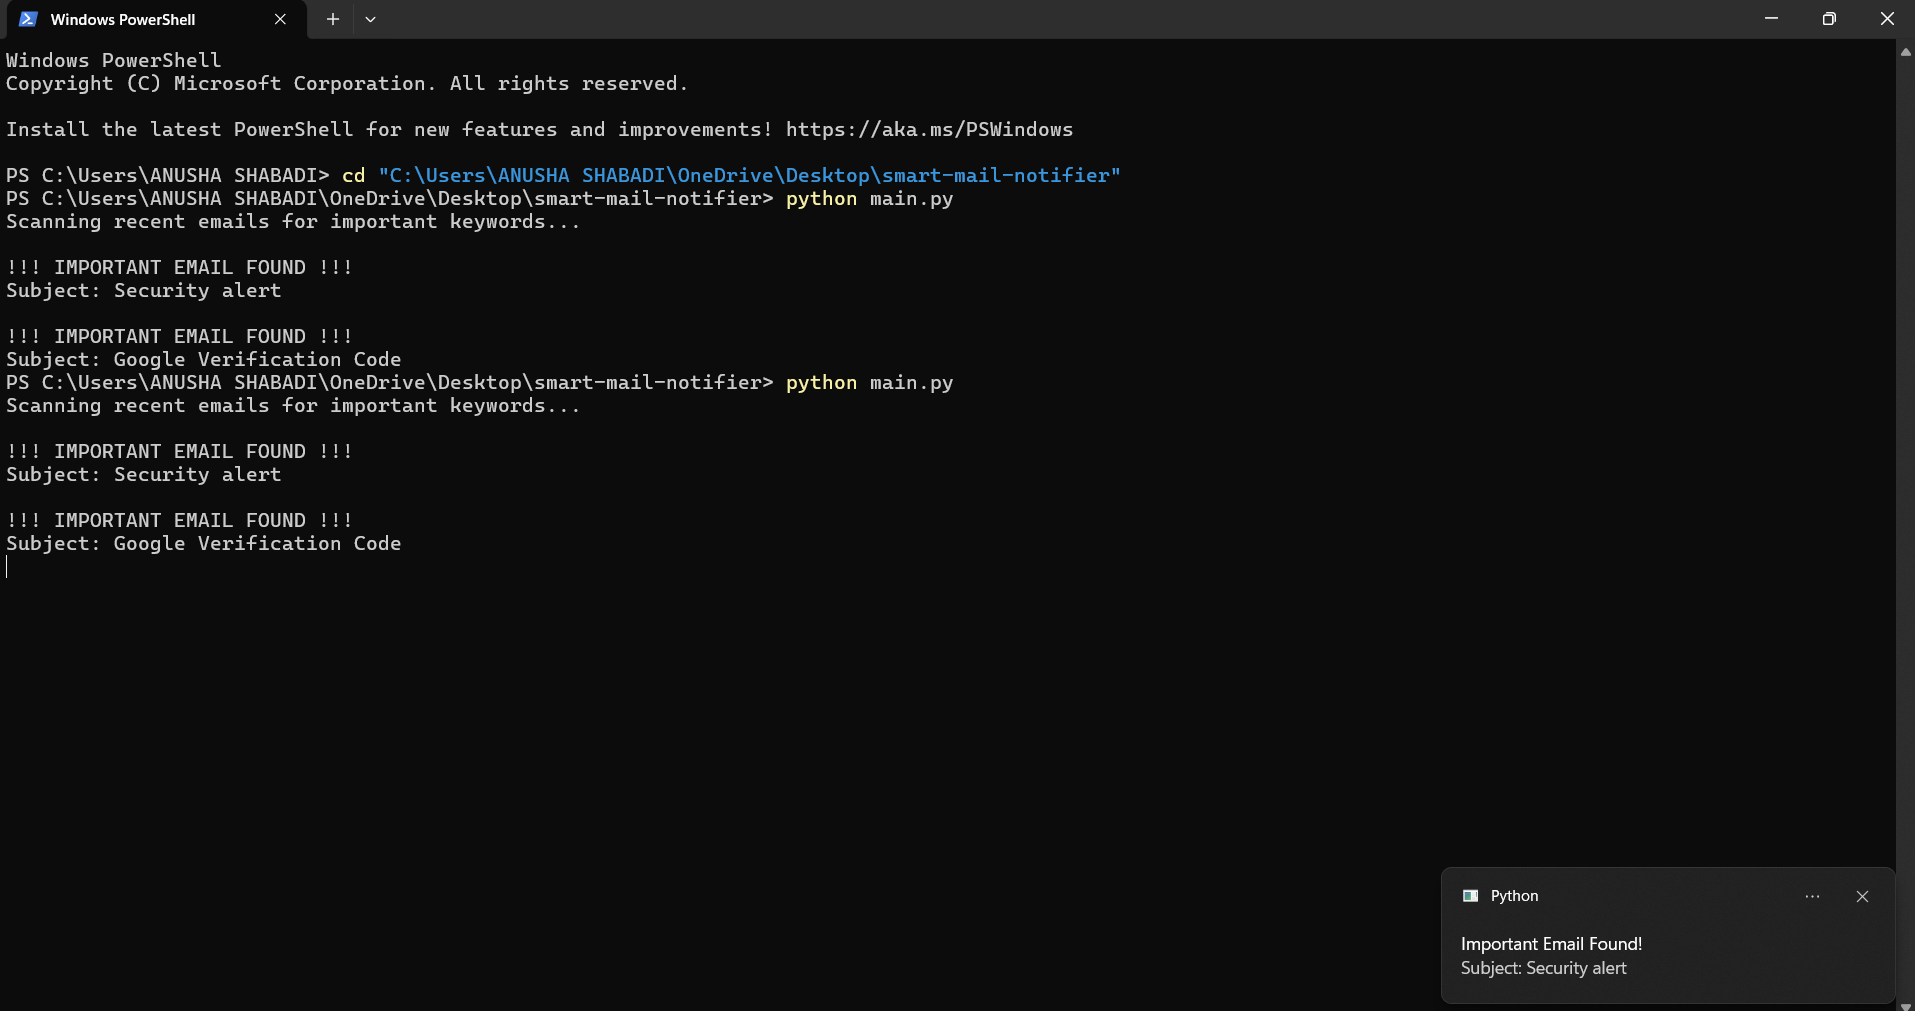 Windows PowerShell
Windows PowerShell
Copyright (C) Microsoft Corporation. All rights reserved.
Install the latest PowerShell for new features and improvements! https://aka.ms/PSWindows
PS C:\Users\ANUSHA SHABADI> cd "C:\Users\ANUSHA SHABADI\OneDrive\Desktop\smart-mail-notifier"
PS C:\Users\ANUSHA SHABADI\OneDrive\Desktop\smart-mail-notifier> python main.py
Scanning recent emails for important keywords...
!!! IMPORTANT EMAIL FOUND !!!
Subject: Security alert
!!! IMPORTANT EMAIL FOUND !!!
Subject: Google Verification Code
PS C:\Users\ANUSHA SHABADI\OneDrive\Desktop\smart-mail-notifier> python main.py
Scanning recent emails for important keywords...
!!! IMPORTANT EMAIL FOUND !!!
Subject: Security alert
!!! IMPORTANT EMAIL FOUND !!!
Subject: Google Verification Code
Python
Important Email Found!
Subject: Security alert